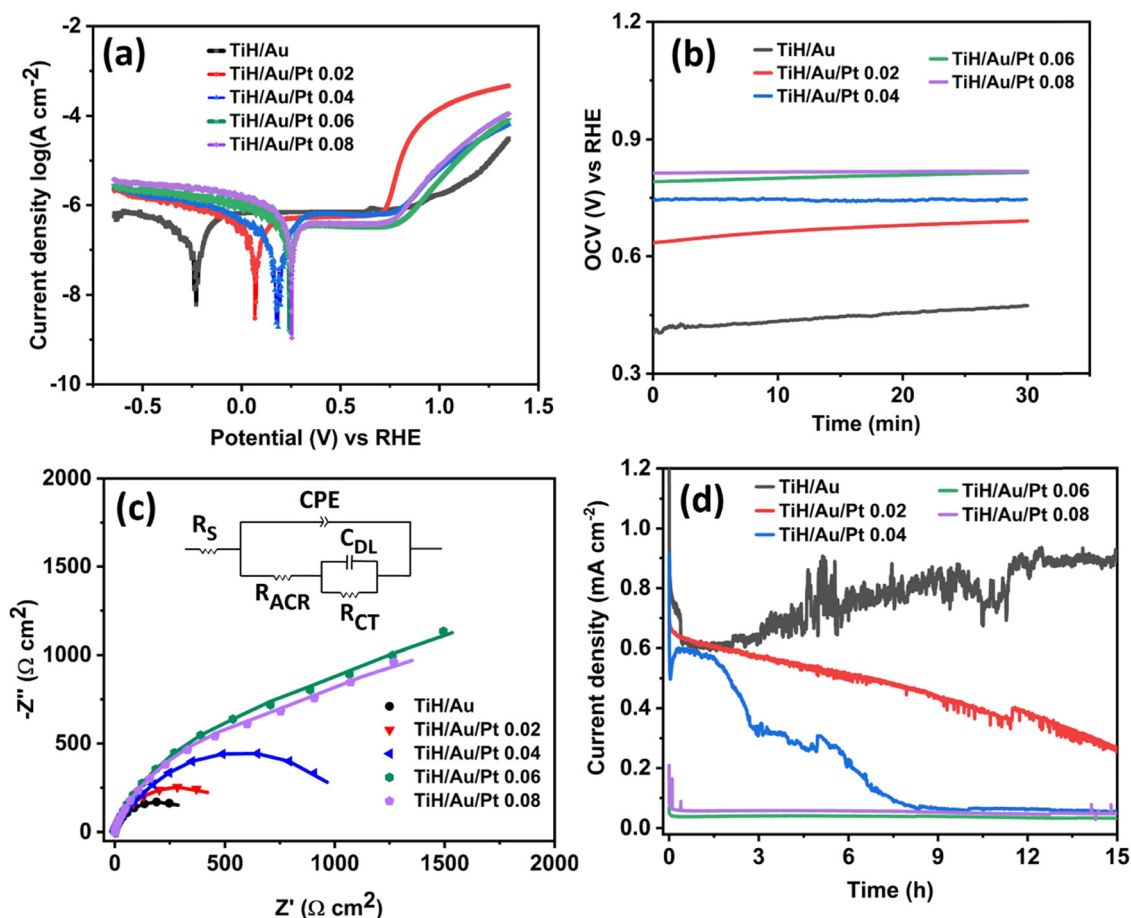 (a)
TiH/Au
TiH/Au/Pt 0.02
TiH/Au/Pt 0.04
TiH/Au/Pt 0.06
TiH/Au/Pt 0.08
Current density log(A cm-2)
-2
-4
-6
-8
-10
-0.5
0.0
0.5
1.0
1.5
Potential (V) vs RHE
(b)
TiH/Au
TiH/Au/Pt 0.02
TiH/Au/Pt 0.04
TiH/Au/Pt 0.06
TiH/Au/Pt 0.08
OCV (V) vs RHE
1.2
0.9
0.6
0.3
0
10
20
30
Time (min)
(c)
CPE
RS
CDL
RACR
RCT
TiH/Au
TiH/Au/Pt 0.02
TiH/Au/Pt 0.04
TiH/Au/Pt 0.06
TiH/Au/Pt 0.08
-Z'' (Ω cm2)
2000
1500
1000
500
0
0
500
1000
1500
2000
Z' (Ω cm2)
(d)
TiH/Au
TiH/Au/Pt 0.02
TiH/Au/Pt 0.04
TiH/Au/Pt 0.06
TiH/Au/Pt 0.08
Current density (mA cm-2)
1.2
1.0
0.8
0.6
0.4
0.2
0.0
0
3
6
9
12
15
Time (h)